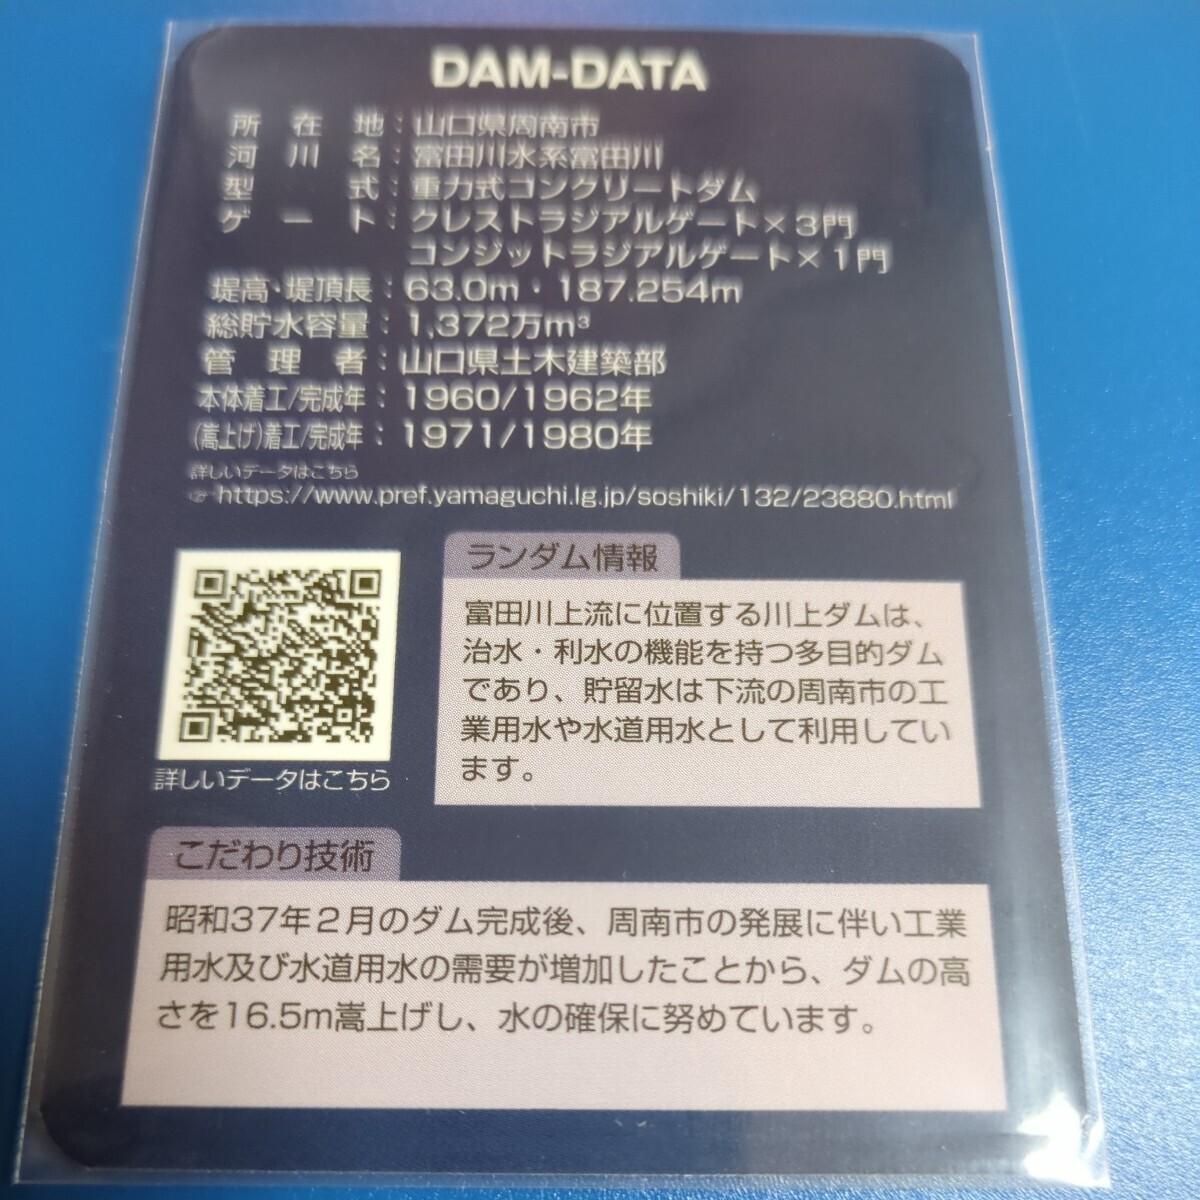 DAM-DATA
所在地：山口県周南市
河川名：富田川水系富田川
型式：重力式コンクリートダム
ゲート：クレストラジアルゲート×3門
コンジットラジアルゲート×1門
堤高・堤頂長：63.0m・187.254m
総貯水容量：1,372万m³
管理者：山口県土木建築部
本体着工/完成年：1960/1962年
(嵩上げ)着工/完成年：1971/1980年
詳しいデータはこちら
☞ https://www.pref.yamaguchi.lg.jp/soshiki/132/23880.html
詳しいデータはこちら
ランダム情報
富田川上流に位置する川上ダムは、
治水・利水の機能を持つ多目的ダム
であり、貯留水は下流の周南市の工
業用水や水道用水として利用してい
ます。
こだわり技術
昭和37年2月のダム完成後、周南市の発展に伴い工業
用水及び水道用水の需要が増加したことから、ダムの高
さを16.5m嵩上げし、水の確保に努めています。